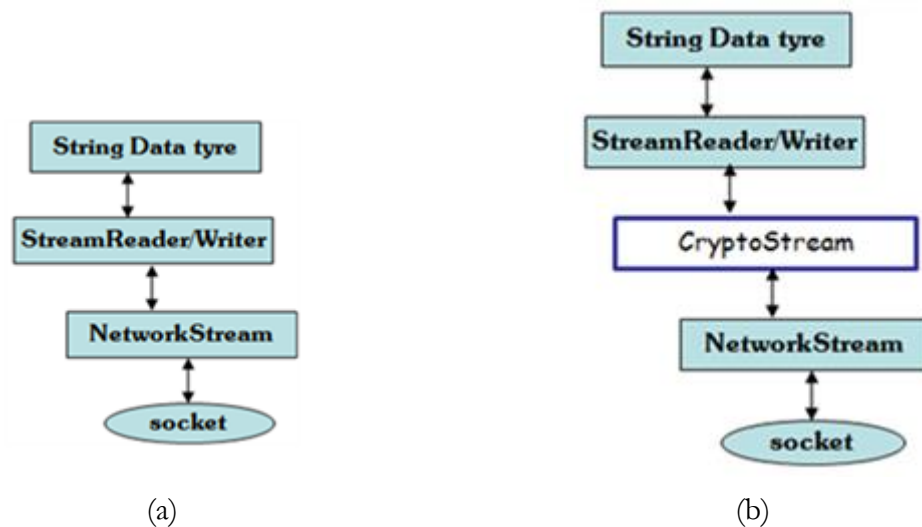 String Data tyre
StreamReader/Writer
NetworkStream
socket
(a)
String Data tyre
StreamReader/Writer
CryptoStream
NetworkStream
socket
(b)